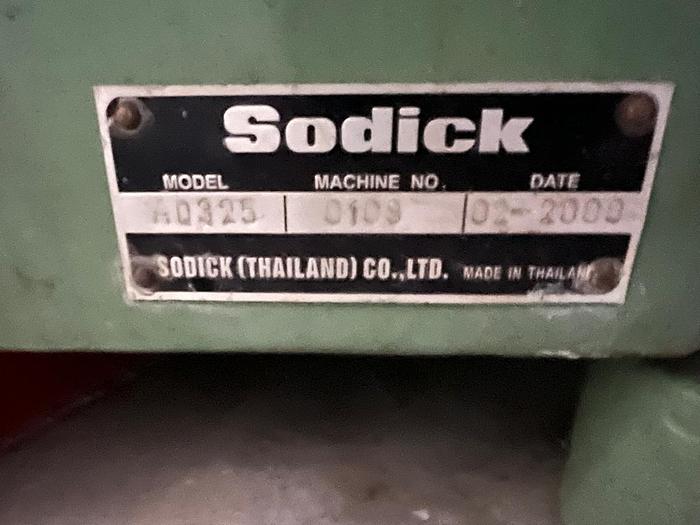 Sodick
MODEL MACHINE NO. DATE
AQ325 0109 02-2000
SODICK (THAILAND) CO.,LTD. MADE IN THAILAND